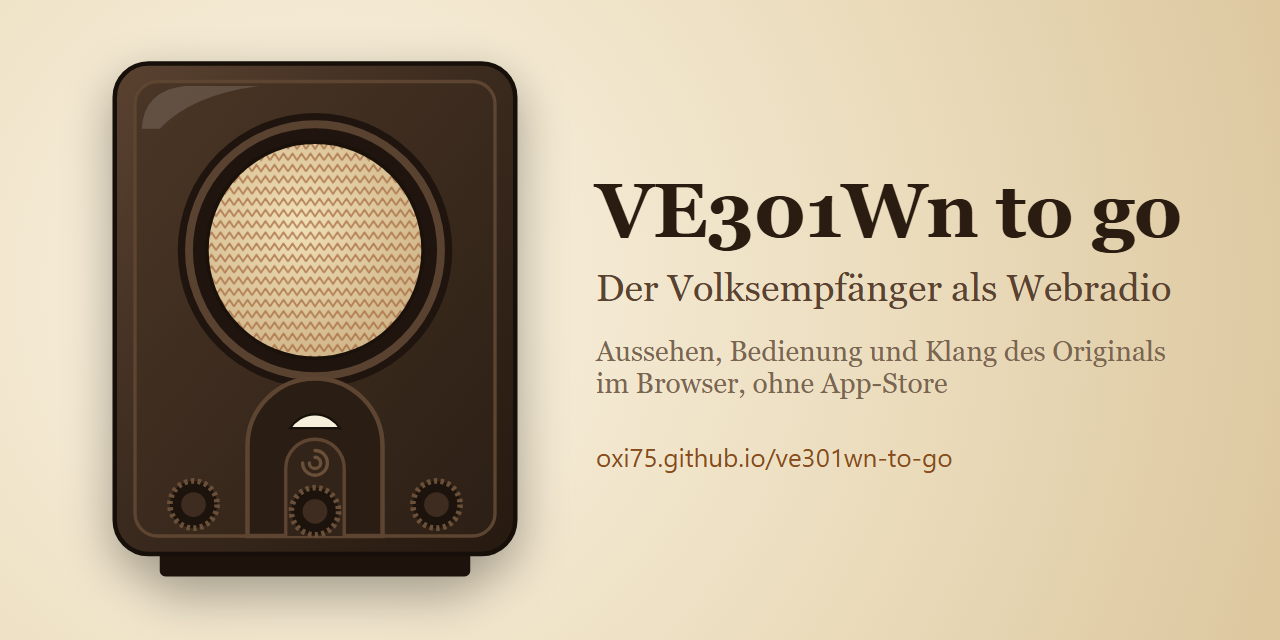 VE301Wn to go
Der Volksempfänger als Webradio
Aussehen, Bedienung und Klang des Originals
im Browser, ohne App-Store
oxi75.github.io/ve301wn-to-go